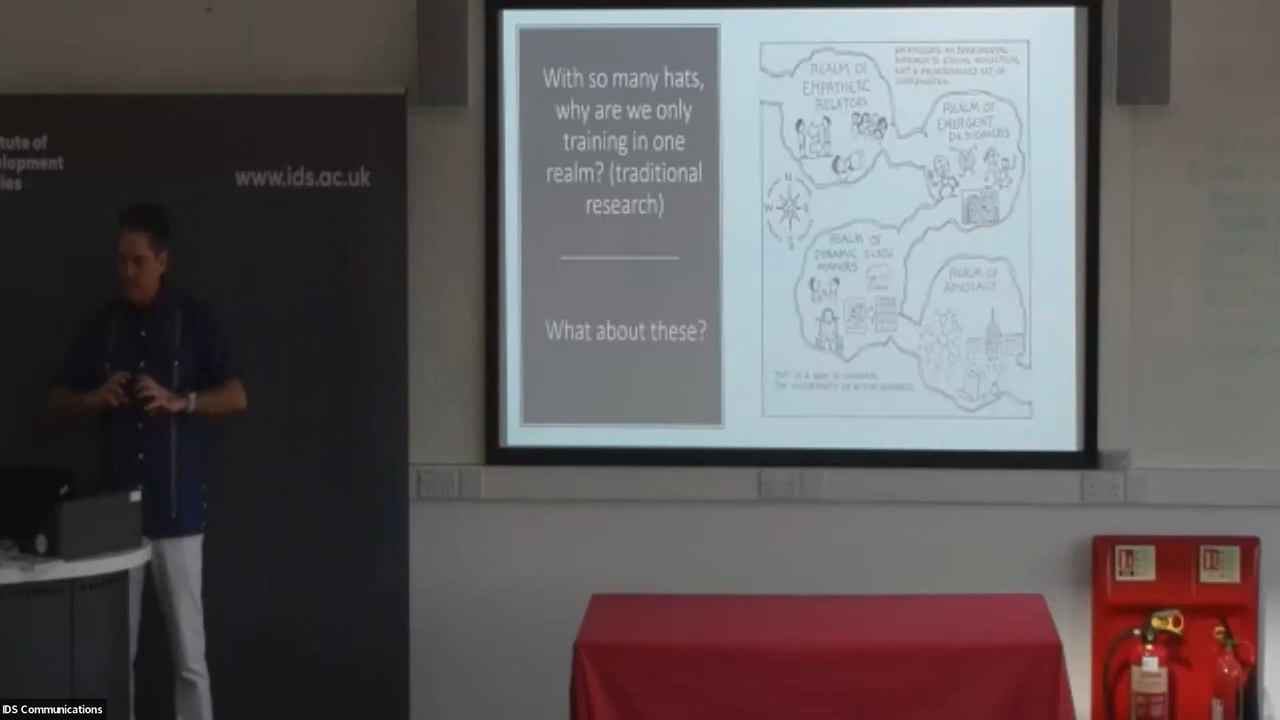 tute of
lopment
ies
www.ids.ac.uk
With so many hats,
why are we only
training in one
realm? (traditional
research)
What about these?
REALM OF
EMPATHETIC
RELATORS
REALM OF
EMERGENT
DESIGNERS
N
W
E
S
REALM OF
DYNAMIC SENSE
MAKERS
REALM OF
ADVOCACY
IDS Communications